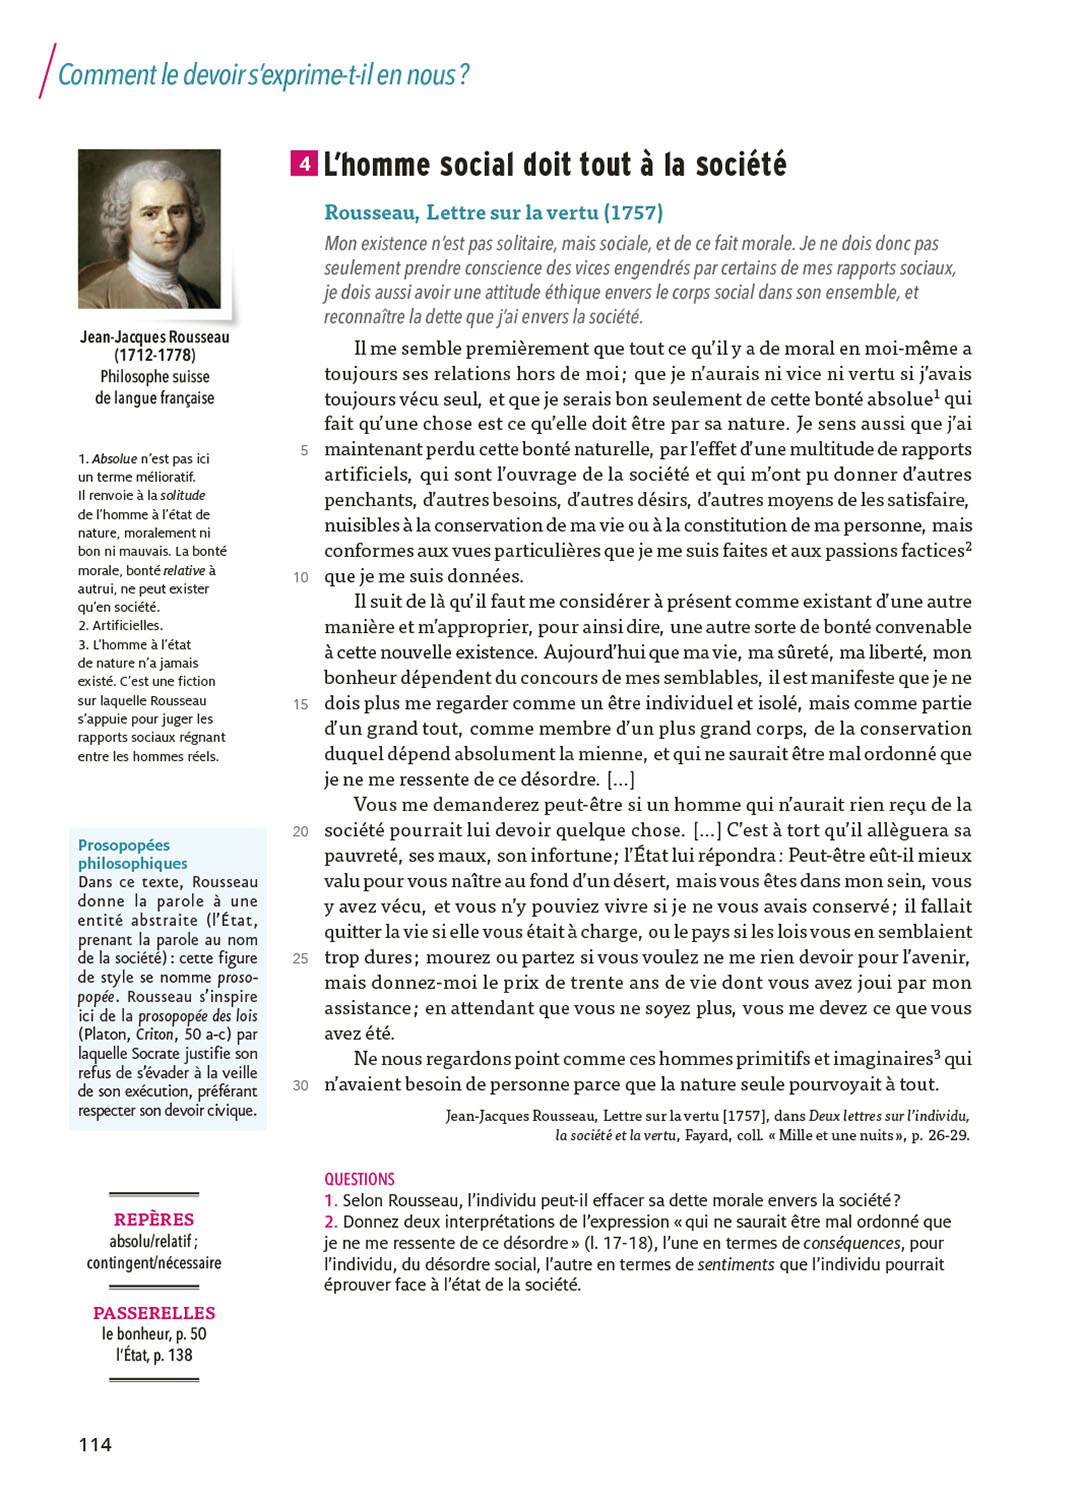 Comment le devoir s'exprime-t-il en nous ?
Jean-Jacques Rousseau
(1712-1778)
Philosophe suisse
de langue française
1. Absolue n'est pas ici
un terme mélioratif.
Il renvoie à la solitude
de l'homme à l'état de
nature, moralement ni
bon ni mauvais. La bonté
morale, bonté relative à
autrui, ne peut exister
qu'en société.
2. Artificielles.
3. L'homme à l'état
de nature n'a jamais
existé. C'est une fiction
sur laquelle Rousseau
s'appuie pour juger les
rapports sociaux régnant
entre les hommes réels.
Prosopopées
philosophiques
Dans ce texte, Rousseau
donne la parole à une
entité abstraite (l'État,
prenant la parole au nom
de la société) : cette figure
de style se nomme proso-
popée. Rousseau s'inspire
ici de la prosopopée des lois
(Platon, Criton, 50 a-c) par
laquelle Socrate justifie son
refus de s'évader à la veille
de son exécution, préférant
respecter son devoir civique.
REPÈRES
absolu/relatif ;
contingent/nécessaire
PASSERELLES
le bonheur, p. 50
l'État, p. 138
4 L'homme social doit tout à la société
Rousseau, Lettre sur la vertu (1757)
Mon existence n'est pas solitaire, mais sociale, et de ce fait morale. Je ne dois donc pas
seulement prendre conscience des vices engendrés par certains de mes rapports sociaux,
je dois aussi avoir une attitude éthique envers le corps social dans son ensemble, et
reconnaître la dette que j'ai envers la société.
Il me semble premièrement que tout ce qu'il y a de moral en moi-même a
toujours ses relations hors de moi ; que je n'aurais ni vice ni vertu si j'avais
toujours vécu seul, et que je serais bon seulement de cette bonté absolue¹ qui
fait qu'une chose est ce qu'elle doit être par sa nature. Je sens aussi que j'ai
5 maintenant perdu cette bonté naturelle, par l'effet d'une multitude de rapports
artificiels, qui sont l'ouvrage de la société et qui m'ont pu donner d'autres
penchants, d'autres besoins, d'autres désirs, d'autres moyens de les satisfaire,
nuisibles à la conservation de ma vie ou à la constitution de ma personne, mais
conformes aux vues particulières que je me suis faites et aux passions factices²
10 que je me suis données.
Il suit de là qu'il faut me considérer à présent comme existant d'une autre
manière et m'approprier, pour ainsi dire, une autre sorte de bonté convenable
à cette nouvelle existence. Aujourd'hui que ma vie, ma sûreté, ma liberté, mon
bonheur dépendent du concours de mes semblables, il est manifeste que je ne
15 dois plus me regarder comme un être individuel et isolé, mais comme partie
d'un grand tout, comme membre d'un plus grand corps, de la conservation
duquel dépend absolument la mienne, et qui ne saurait être mal ordonné que
je ne me ressente de ce désordre. [...]
Vous me demanderez peut-être si un homme qui n'aurait rien reçu de la
20 société pourrait lui devoir quelque chose. [...] C'est à tort qu'il allèguera sa
pauvreté, ses maux, son infortune ; l'État lui répondra : Peut-être eût-il mieux
valu pour vous naître au fond d'un désert, mais vous êtes dans mon sein, vous
y avez vécu, et vous n'y pouviez vivre si je ne vous avais conservé ; il fallait
quitter la vie si elle vous était à charge, ou le pays si les lois vous en semblaient
25 trop dures ; mourez ou partez si vous voulez ne me rien devoir pour l'avenir,
mais donnez-moi le prix de trente ans de vie dont vous avez joui par mon
assistance ; en attendant que vous ne soyez plus, vous me devez ce que vous
avez été.
Ne nous regardons point comme ces hommes primitifs et imaginaires³ qui
30 n'avaient besoin de personne parce que la nature seule pourvoyait à tout.
Jean-Jacques Rousseau, Lettre sur la vertu [1757], dans Deux lettres sur l'individu,
la société et la vertu, Fayard, coll. « Mille et une nuits », p. 26-29.
QUESTIONS
1. Selon Rousseau, l'individu peut-il effacer sa dette morale envers la société ?
2. Donnez deux interprétations de l'expression « qui ne saurait être mal ordonné que
je ne me ressente de ce désordre » (l. 17-18), l'une en termes de conséquences, pour
l'individu, du désordre social, l'autre en termes de sentiments que l'individu pourrait
éprouver face à l'état de la société.
114